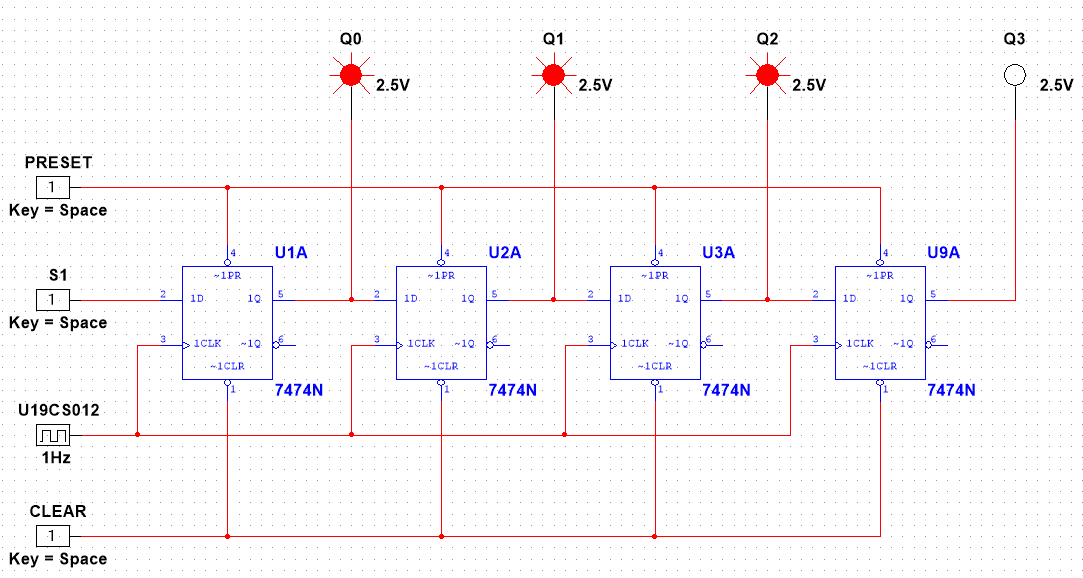 Q0
Q1
Q2
Q3
2.5V
2.5V
2.5V
2.5V
PRESET
1
Key = Space
4
U1A
4
U2A
4
U3A
4
U9A
S1
1
Key = Space
~1PR
2
1D
1Q
5
3
1CLK
~1Q
6
~1CLR
1
7474N
~1PR
2
1D
1Q
5
3
1CLK
~1Q
6
~1CLR
1
7474N
~1PR
2
1D
1Q
5
3
1CLK
~1Q
6
~1CLR
1
7474N
~1PR
2
1D
1Q
5
3
1CLK
~1Q
6
~1CLR
1
7474N
U19CS012
1Hz
CLEAR
1
Key = Space